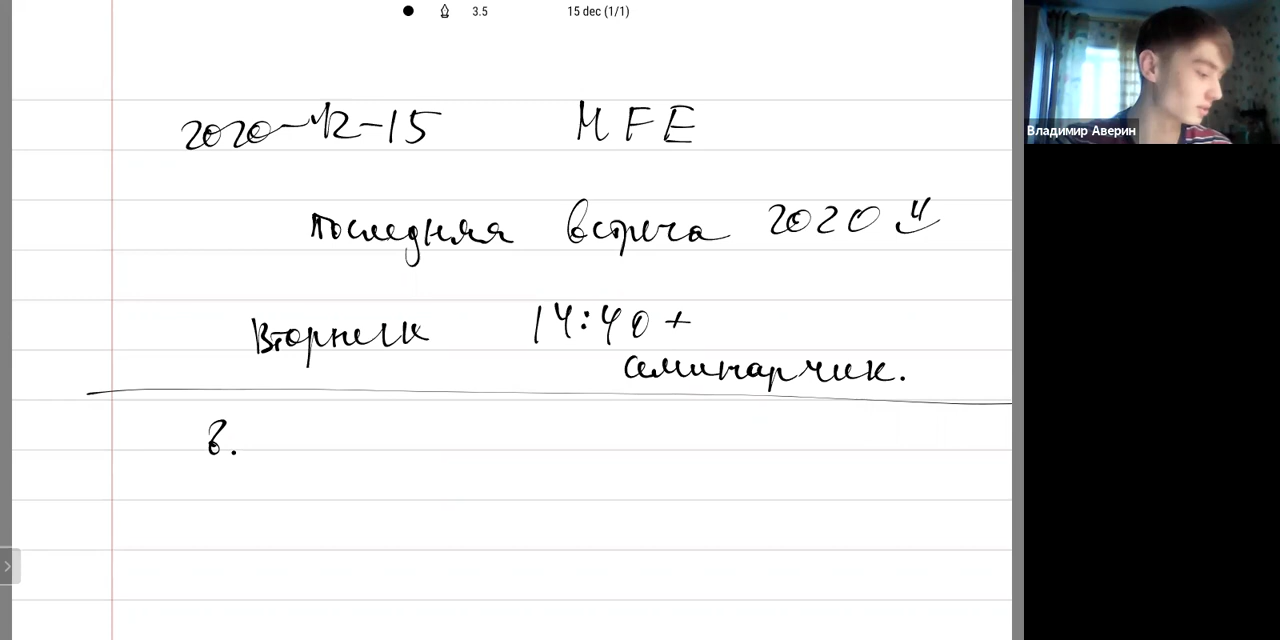 3.5 15 dec (1/1)
Владимир Аверин
2020-12-15 MFE
последняя встреча 2020
Вторник 14:40 +
семинарчик.
в.